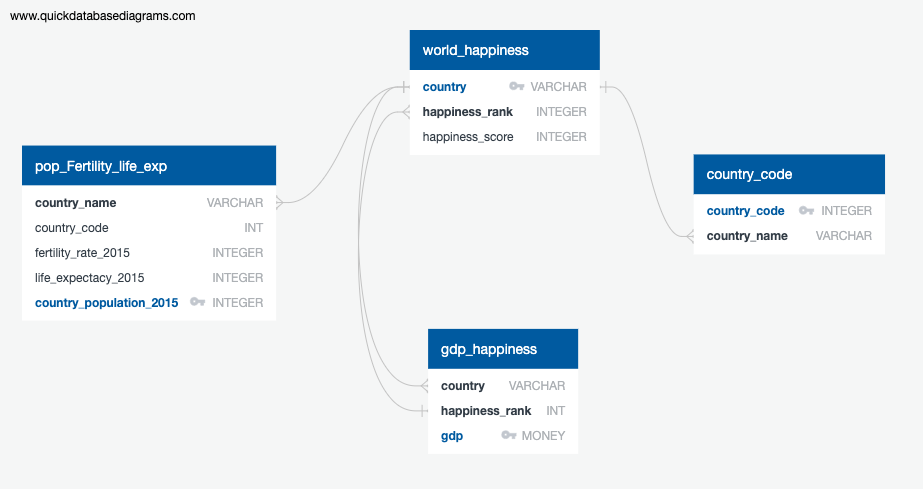 www.quickdatabasediagrams.com
world_happiness
country VARCHAR
happiness_rank INTEGER
happiness_score INTEGER
pop_Fertility_life_exp
country_name VARCHAR
country_code INT
fertility_rate_2015 INTEGER
life_expectacy_2015 INTEGER
country_population_2015 INTEGER
country_code
country_code INTEGER
country_name VARCHAR
gdp_happiness
country VARCHAR
happiness_rank INT
gdp MONEY